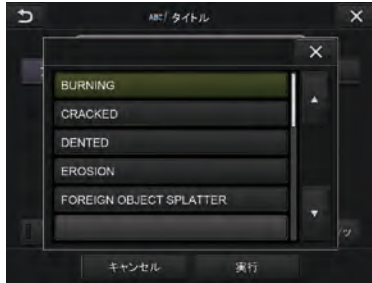 ABC/ タイトル
BURNING
CRACKED
DENTED
EROSION
FOREIGN OBJECT SPLATTER
キャンセル
実行